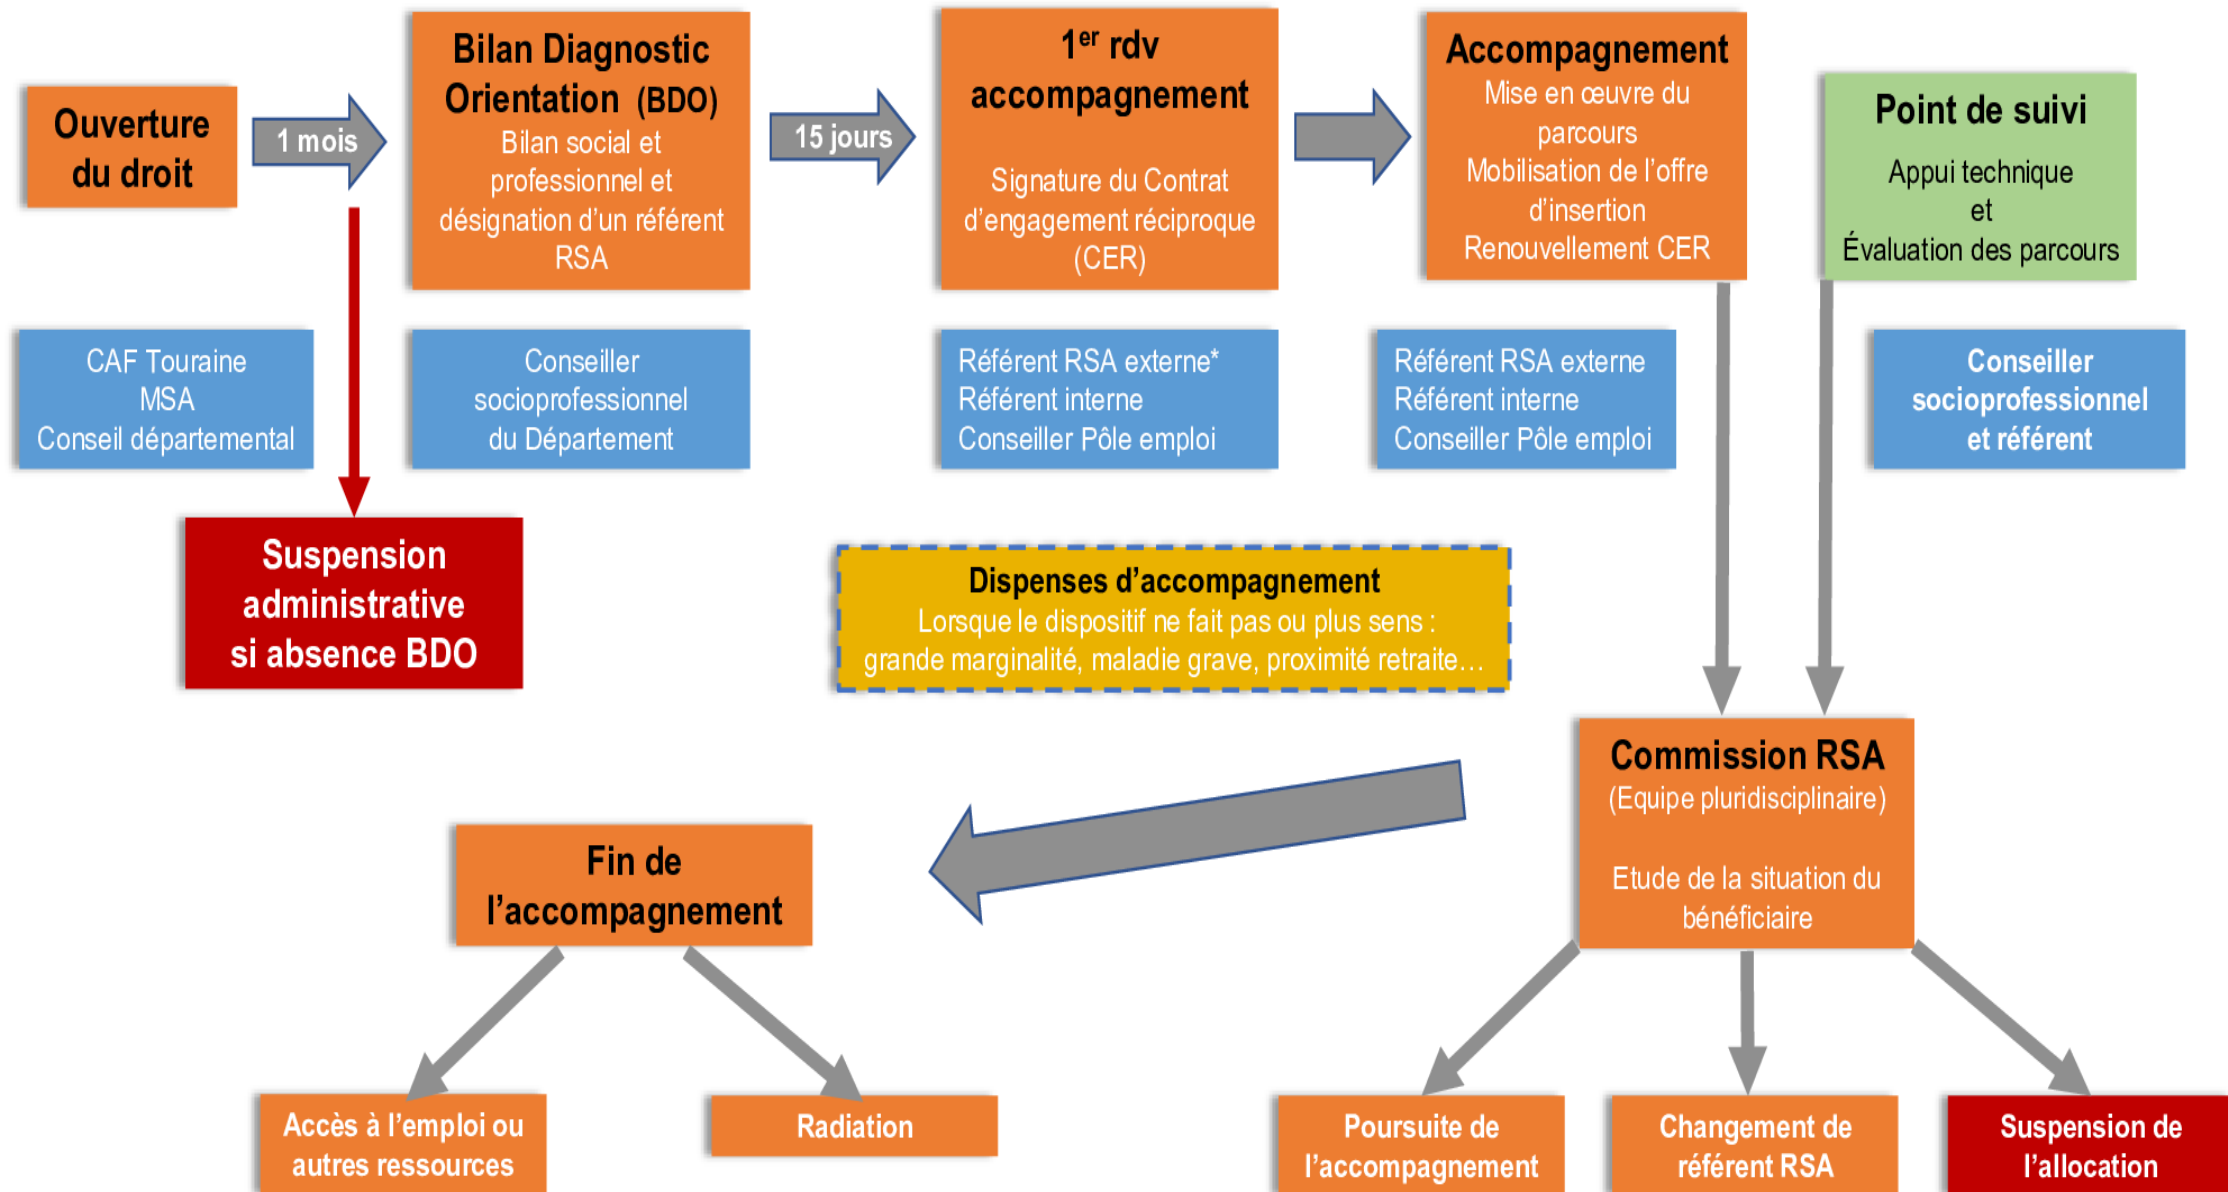 Ouverture
du droit
1 mois
Bilan Diagnostic
Orientation (BDO)
Bilan social et
professionnel et
désignation d’un référent
RSA
15 jours
1er rdv
accompagnement
Signature du Contrat
d’engagement réciproque
(CER)
Accompagnement
Mise en œuvre du
parcours
Mobilisation de l’offre
d’insertion
Renouvellement CER
Point de suivi
Appui technique
et
Évaluation des parcours
CAF Touraine
MSA
Conseil départemental
Conseiller
socioprofessionnel
du Département
Référent RSA externe*
Référent interne
Conseiller Pôle emploi
Référent RSA externe
Référent interne
Conseiller Pôle emploi
Conseiller
socioprofessionnel
et référent
Suspension
administrative
si absence BDO
Dispenses d’accompagnement
Lorsque le dispositif ne fait pas ou plus sens :
grande marginalité, maladie grave, proximité retraite…
Commission RSA
(Equipe pluridisciplinaire)
Etude de la situation du
bénéficiaire
Fin de
l’accompagnement
Accès à l’emploi ou
autres ressources
Radiation
Poursuite de
l’accompagnement
Changement de
référent RSA
Suspension de
l’allocation